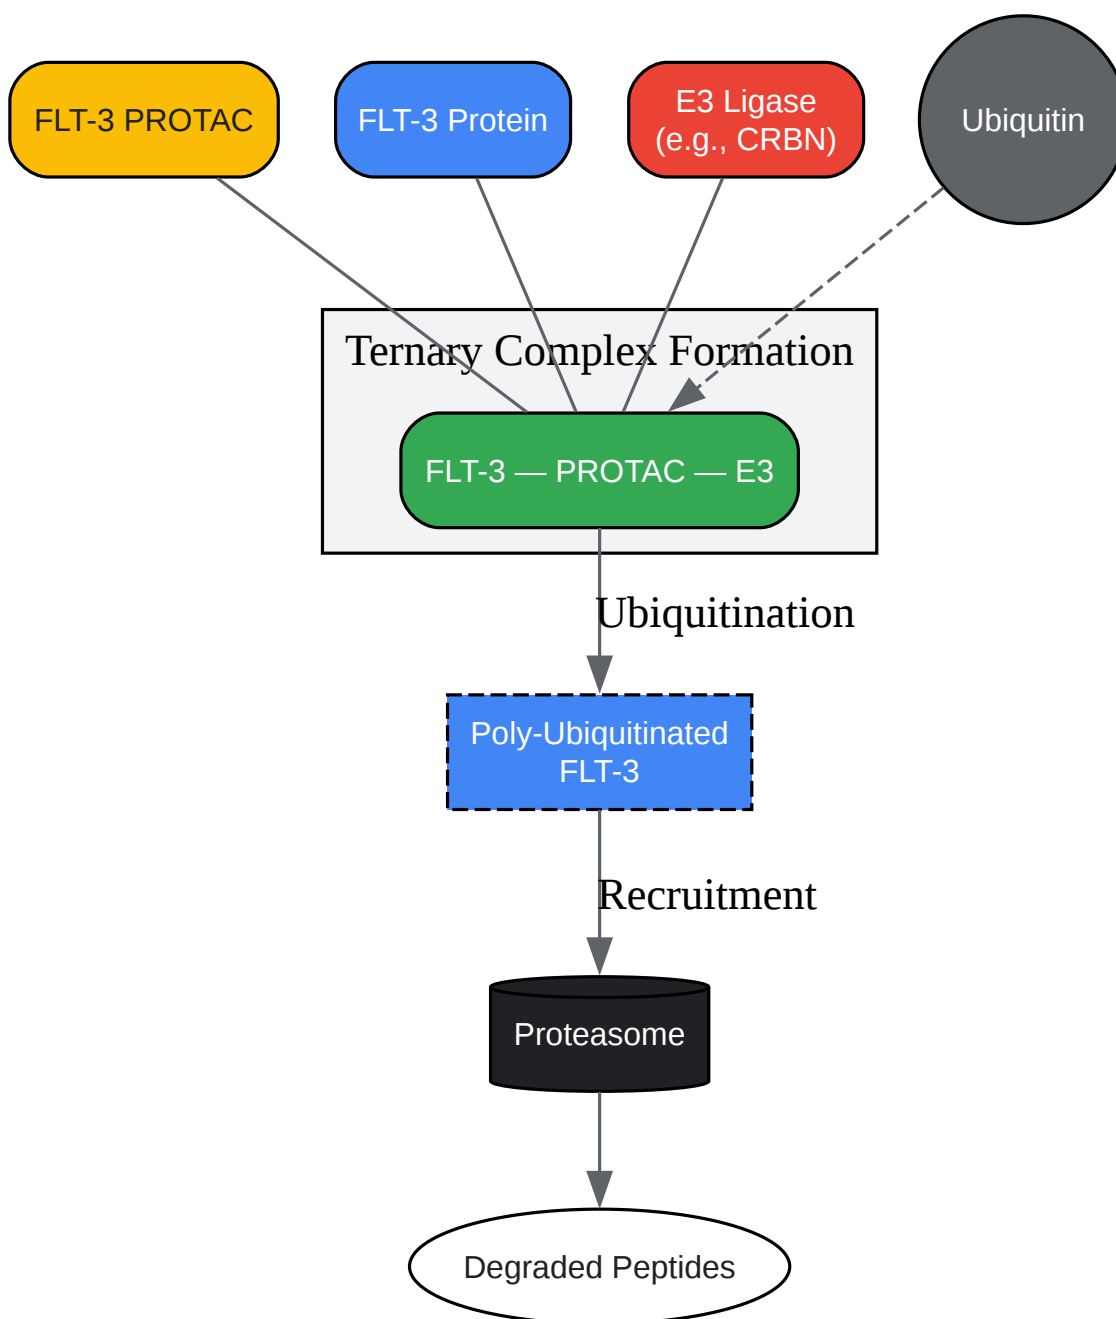 FLT-3 PROTAC
FLT-3 Protein
E3 Ligase
(e.g., CRBN)
Ubiquitin
Ternary Complex Formation
FLT-3 — PROTAC — E3
Ubiquitination
Poly-Ubiquitinated
FLT-3
Recruitment
Proteasome
Degraded Peptides